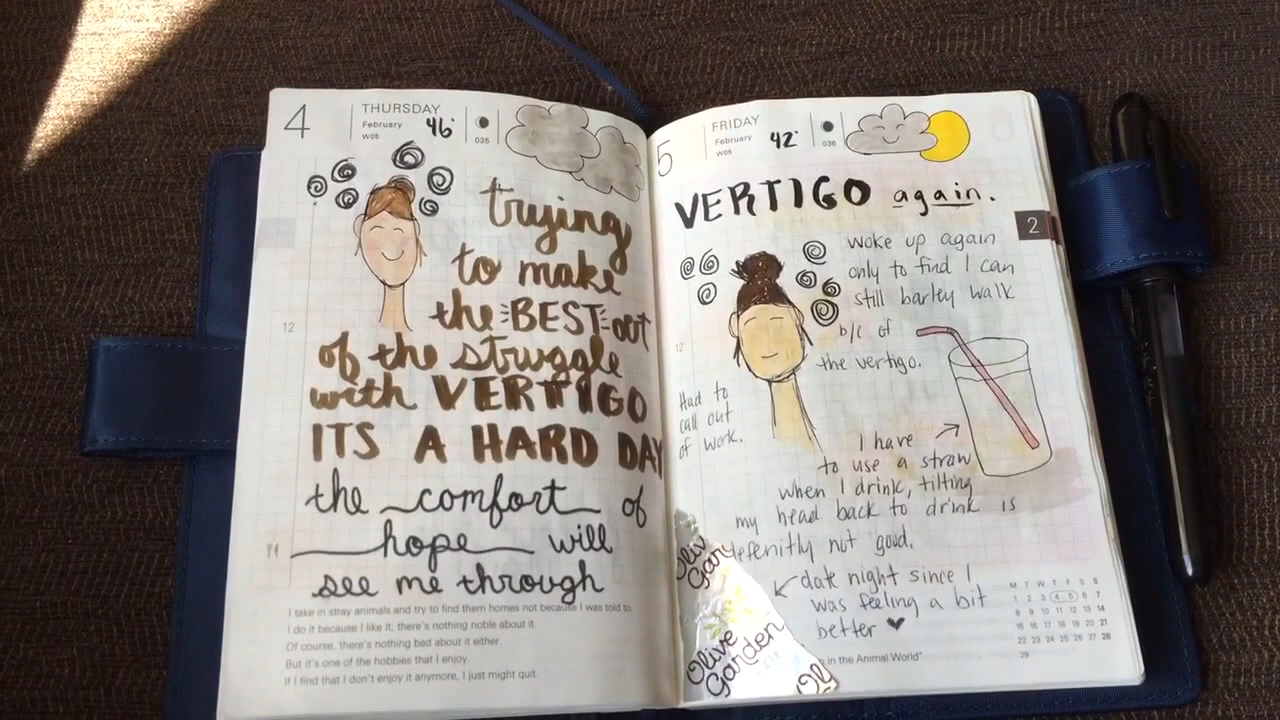 4
THURSDAY
February
W05
46°
035
trying
to make
the BEST out
of the struggle
with VERTIGO
ITS A HARD DAY
the comfort of
hope will
see me through
12
I take in stray animals and try to find them homes not because I was told to.
I do it because I like it, there's nothing noble about it.
Of course, there's nothing bad about it either.
But it's one of the hobbies that I enjoy.
If I find that I don't enjoy it anymore, I just might quit.
5
FRIDAY
February
W05
42°
036
2
VERTIGO again.
woke up again
only to find I can
still barley walk
b/c of
the vertigo.
12
Had to
call out
of work.
I have
to use a straw
when I drink, tilting
my head back to drink is
defenitly not good.
date night since I
was feeling a bit
better ♥
Olive
Garden
Olive
Garden
M T W T F S S
1 2 3 4 5 6 7
8 9 10 11 12 13 14
15 16 17 18 19 20 21
22 23 24 25 26 27 28
29
in the Animal World"